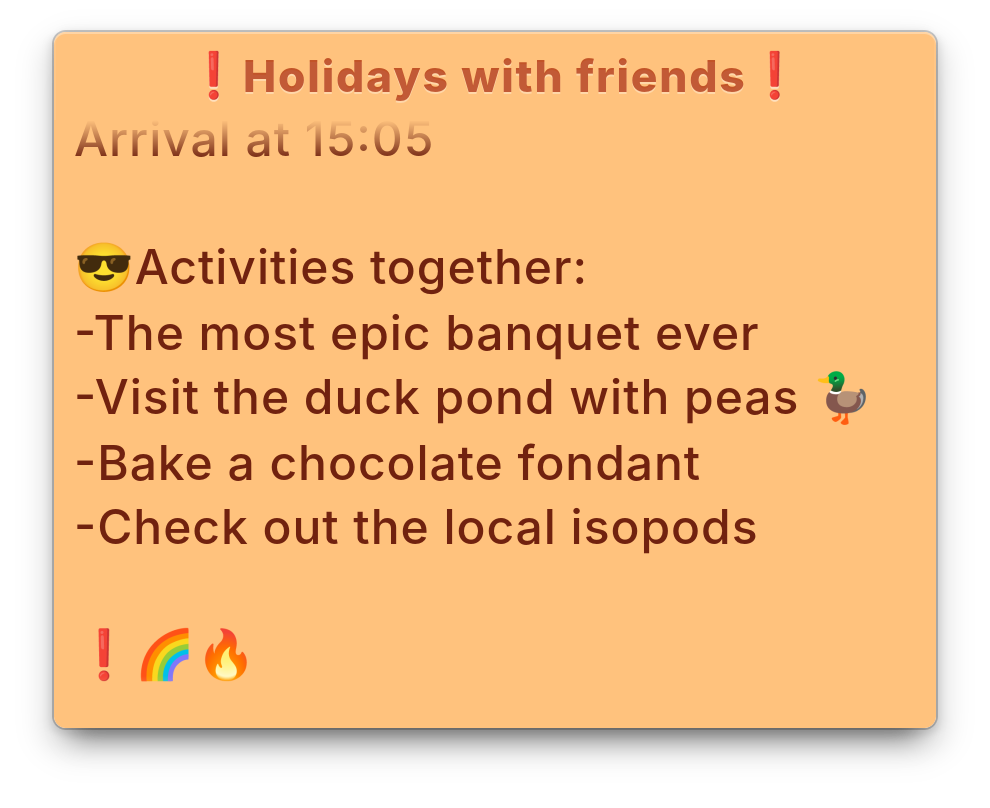 ❗Holidays with friends❗
Arrival at 15:05
😎Activities together:
-The most epic banquet ever
-Visit the duck pond with peas 🦆
-Bake a chocolate fondant
-Check out the local isopods
❗🌈🔥